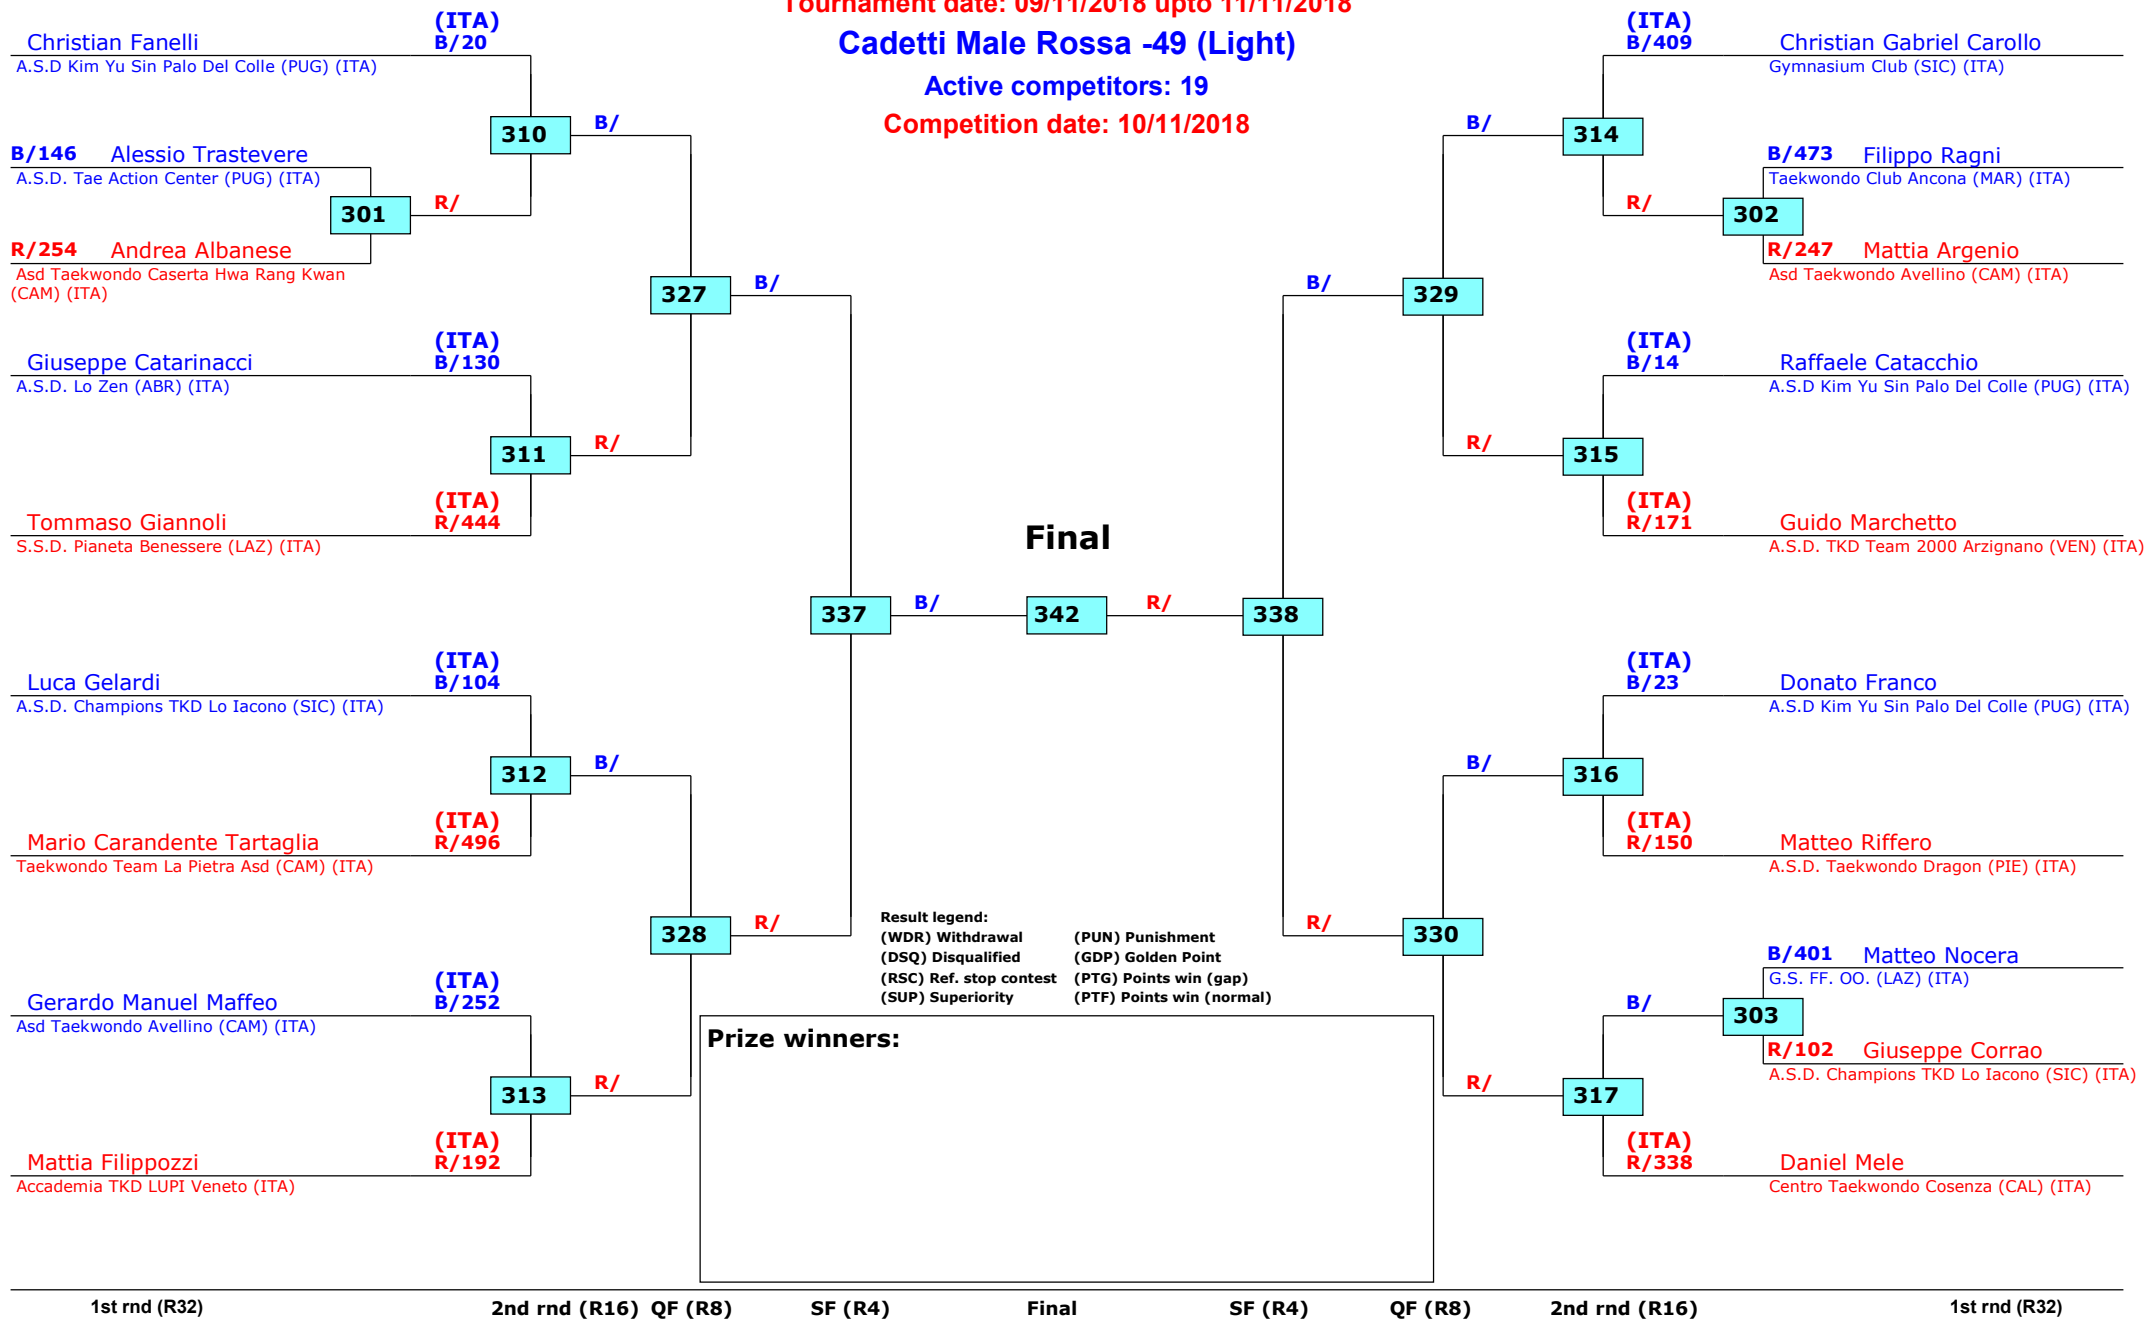 Tournament date: 09/11/2018 upto 11/11/2018
Cadetti Male Rossa -49 (Light)
Active competitors: 19
Competition date: 10/11/2018
(ITA)
Christian Fanelli B/20
A.S.D Kim Yu Sin Palo Del Colle (PUG) (ITA)
310 B/
B/146 Alessio Trastevere
A.S.D. Tae Action Center (PUG) (ITA)
301 R/
R/254 Andrea Albanese
Asd Taekwondo Caserta Hwa Rang Kwan
(CAM) (ITA)
327 B/
(ITA)
Giuseppe Catarinacci B/130
A.S.D. Lo Zen (ABR) (ITA)
311 R/
(ITA)
Tommaso Giannoli R/444
S.S.D. Pianeta Benessere (LAZ) (ITA)
(ITA)
Luca Gelardi B/104
A.S.D. Champions TKD Lo Iacono (SIC) (ITA)
312 B/
(ITA)
Mario Carandente Tartaglia R/496
Taekwondo Team La Pietra Asd (CAM) (ITA)
328 R/
(ITA)
Gerardo Manuel Maffeo B/252
Asd Taekwondo Avellino (CAM) (ITA)
313 R/
(ITA)
Mattia Filippozzi R/192
Accademia TKD LUPI Veneto (ITA)
Final
337 B/ 342 R/ 338
(ITA)
B/409 Christian Gabriel Carollo
Gymnasium Club (SIC) (ITA)
B/ 314
B/473 Filippo Ragni
Taekwondo Club Ancona (MAR) (ITA)
R/ 302
R/247 Mattia Argenio
Asd Taekwondo Avellino (CAM) (ITA)
B/ 329
(ITA)
B/14 Raffaele Catacchio
A.S.D Kim Yu Sin Palo Del Colle (PUG) (ITA)
R/ 315
(ITA)
R/171 Guido Marchetto
A.S.D. TKD Team 2000 Arzignano (VEN) (ITA)
(ITA)
B/23 Donato Franco
A.S.D Kim Yu Sin Palo Del Colle (PUG) (ITA)
B/ 316
(ITA)
R/150 Matteo Riffero
A.S.D. Taekwondo Dragon (PIE) (ITA)
R/ 330
B/401 Matteo Nocera
G.S. FF. OO. (LAZ) (ITA)
B/ 303
R/102 Giuseppe Corrao
A.S.D. Champions TKD Lo Iacono (SIC) (ITA)
R/ 317
(ITA)
R/338 Daniel Mele
Centro Taekwondo Cosenza (CAL) (ITA)
Result legend:
(WDR) Withdrawal (PUN) Punishment
(DSQ) Disqualified (GDP) Golden Point
(RSC) Ref. stop contest (PTG) Points win (gap)
(SUP) Superiority (PTF) Points win (normal)
Prize winners:
1st rnd (R32) 2nd rnd (R16) QF (R8) SF (R4) Final SF (R4) QF (R8) 2nd rnd (R16) 1st rnd (R32)